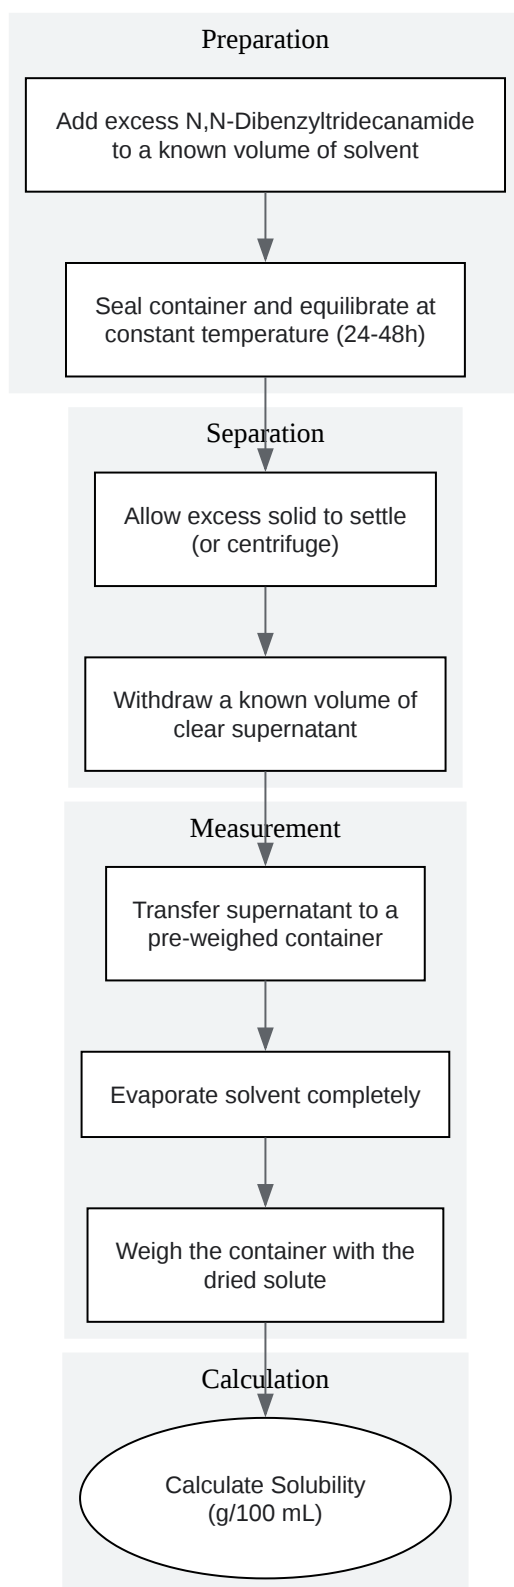 Preparation
Add excess N,N-Dibenzyltridecanamide
to a known volume of solvent
Seal container and equilibrate at
constant temperature (24-48h)
Separation
Allow excess solid to settle
(or centrifuge)
Withdraw a known volume of
clear supernatant
Measurement
Transfer supernatant to a
pre-weighed container
Evaporate solvent completely
Weigh the container with the
dried solute
Calculation
Calculate Solubility
(g/100 mL)